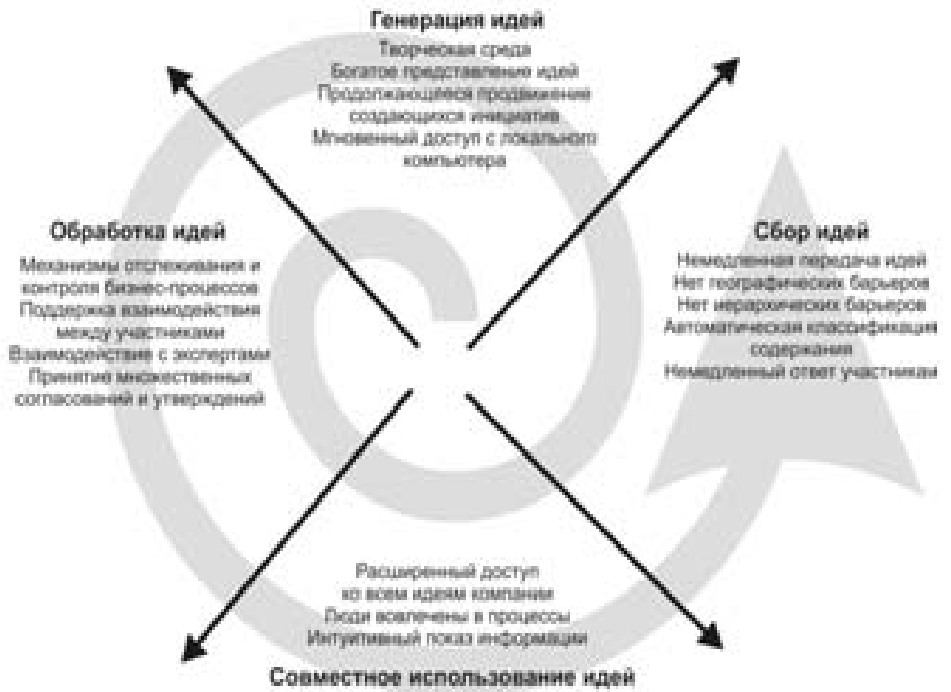 Генерация идей
Творческая среда
Богатое представление идей
Продолжающееся продвижение
создающихся инициатив
Мгновенный доступ с локального
компьютера
Обработка идей
Механизмы отслеживания и
контроля бизнес-процессов
Поддержка взаимодействия
между участниками
Взаимодействие с экспертами
Принятие множественных
согласований и утверждений
Сбор идей
Немедленная передача идей
Нет географических барьеров
Нет иерархических барьеров
Автоматическая классификация
содержания
Немедленный ответ участникам
Расширенный доступ
ко всем идеям компании
Люди вовлечены в процессы
Интуитивный показ информации
Совместное использование идей